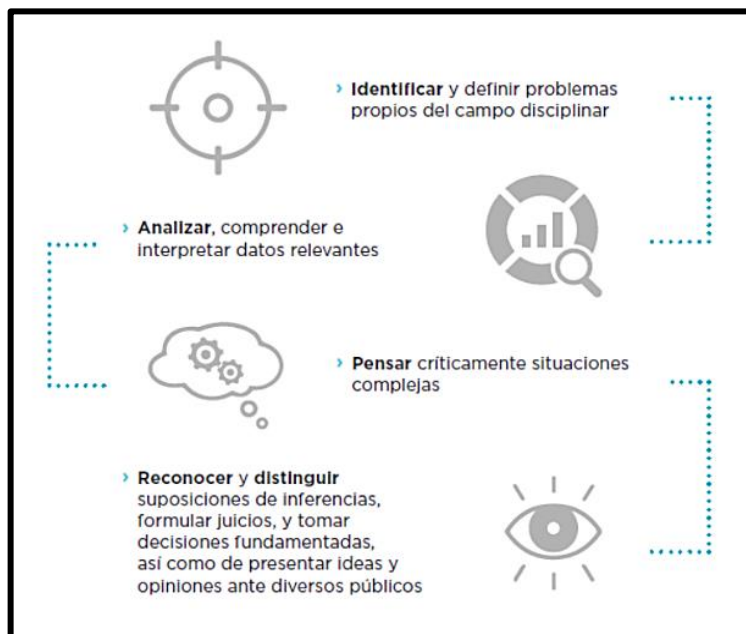 › Identificar y definir problemas
propios del campo disciplinar
› Analizar, comprender e
interpretar datos relevantes
› Pensar críticamente situaciones
complejas
› Reconocer y distinguir
suposiciones de inferencias,
formular juicios, y tomar
decisiones fundamentadas,
así como de presentar ideas y
opiniones ante diversos públicos